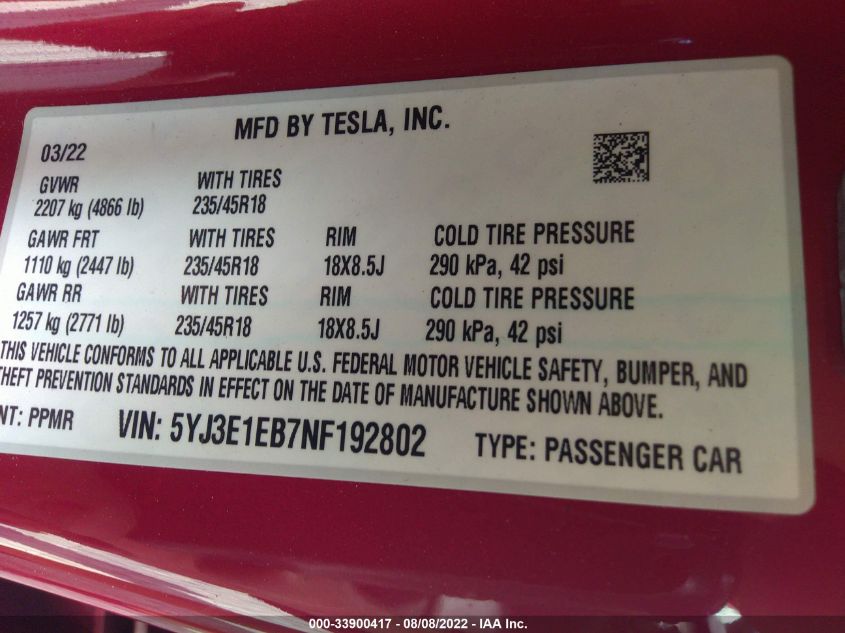 MFD BY TESLA, INC.
03/22
GVWR WITH TIRES
2207 kg (4866 lb) 235/45R18
GAWR FRT WITH TIRES RIM COLD TIRE PRESSURE
1110 kg (2447 lb) 235/45R18 18X8.5J 290 kPa, 42 psi
GAWR RR WITH TIRES RIM COLD TIRE PRESSURE
1257 kg (2771 lb) 235/45R18 18X8.5J 290 kPa, 42 psi
THIS VEHICLE CONFORMS TO ALL APPLICABLE U.S. FEDERAL MOTOR VEHICLE SAFETY, BUMPER, AND
THEFT PREVENTION STANDARDS IN EFFECT ON THE DATE OF MANUFACTURE SHOWN ABOVE.
NT: PPMR VIN: 5YJ3E1EB7NF192802 TYPE: PASSENGER CAR
000-33900417 - 08/08/2022 - IAA Inc.